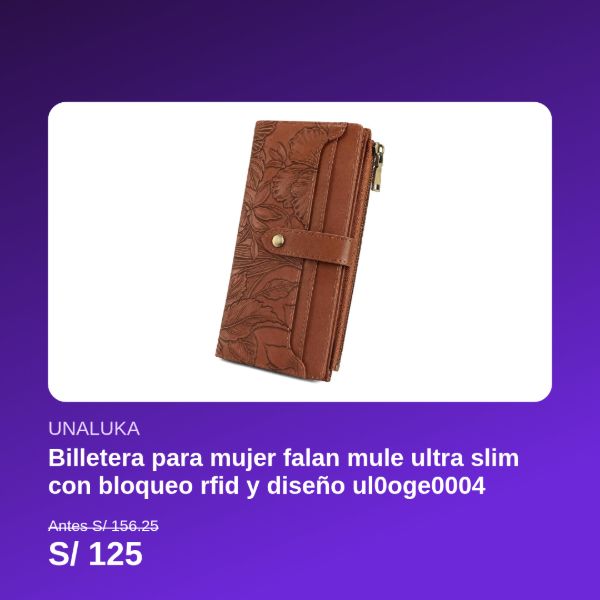 UNALUKA
Billetera para mujer falan mule ultra slim
con bloqueo rfid y diseño ul0oge0004
Antes S/ 156.25
S/ 125